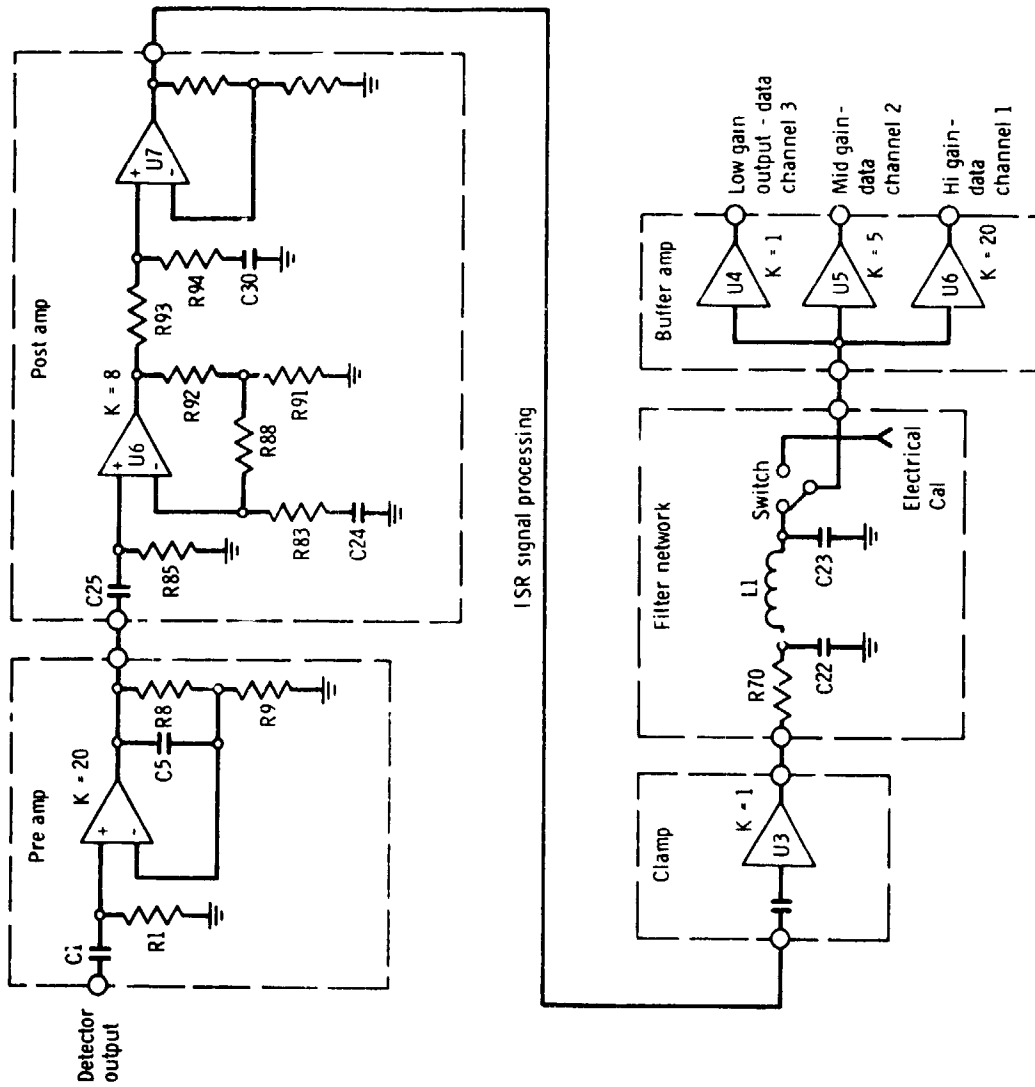 Detector
output
Pre amp
C1
R1
K = 20
+
-
C5
R8
R9
Post amp
C25
R85
K = 8
+
-
U6
R83
C24
R88
R92
R91
R93
R94
C30
+
-
U7
ISR signal processing
Clamp
K = 1
U3
Filter network
R70
C22
L1
C23
Switch
Electrical
Cal
Buffer amp
U4
K = 1
U5
K = 5
U6
K = 20
Low gain
output - data
channel 3
Mid gain-
data
channel 2
Hi gain-
data
channel 1